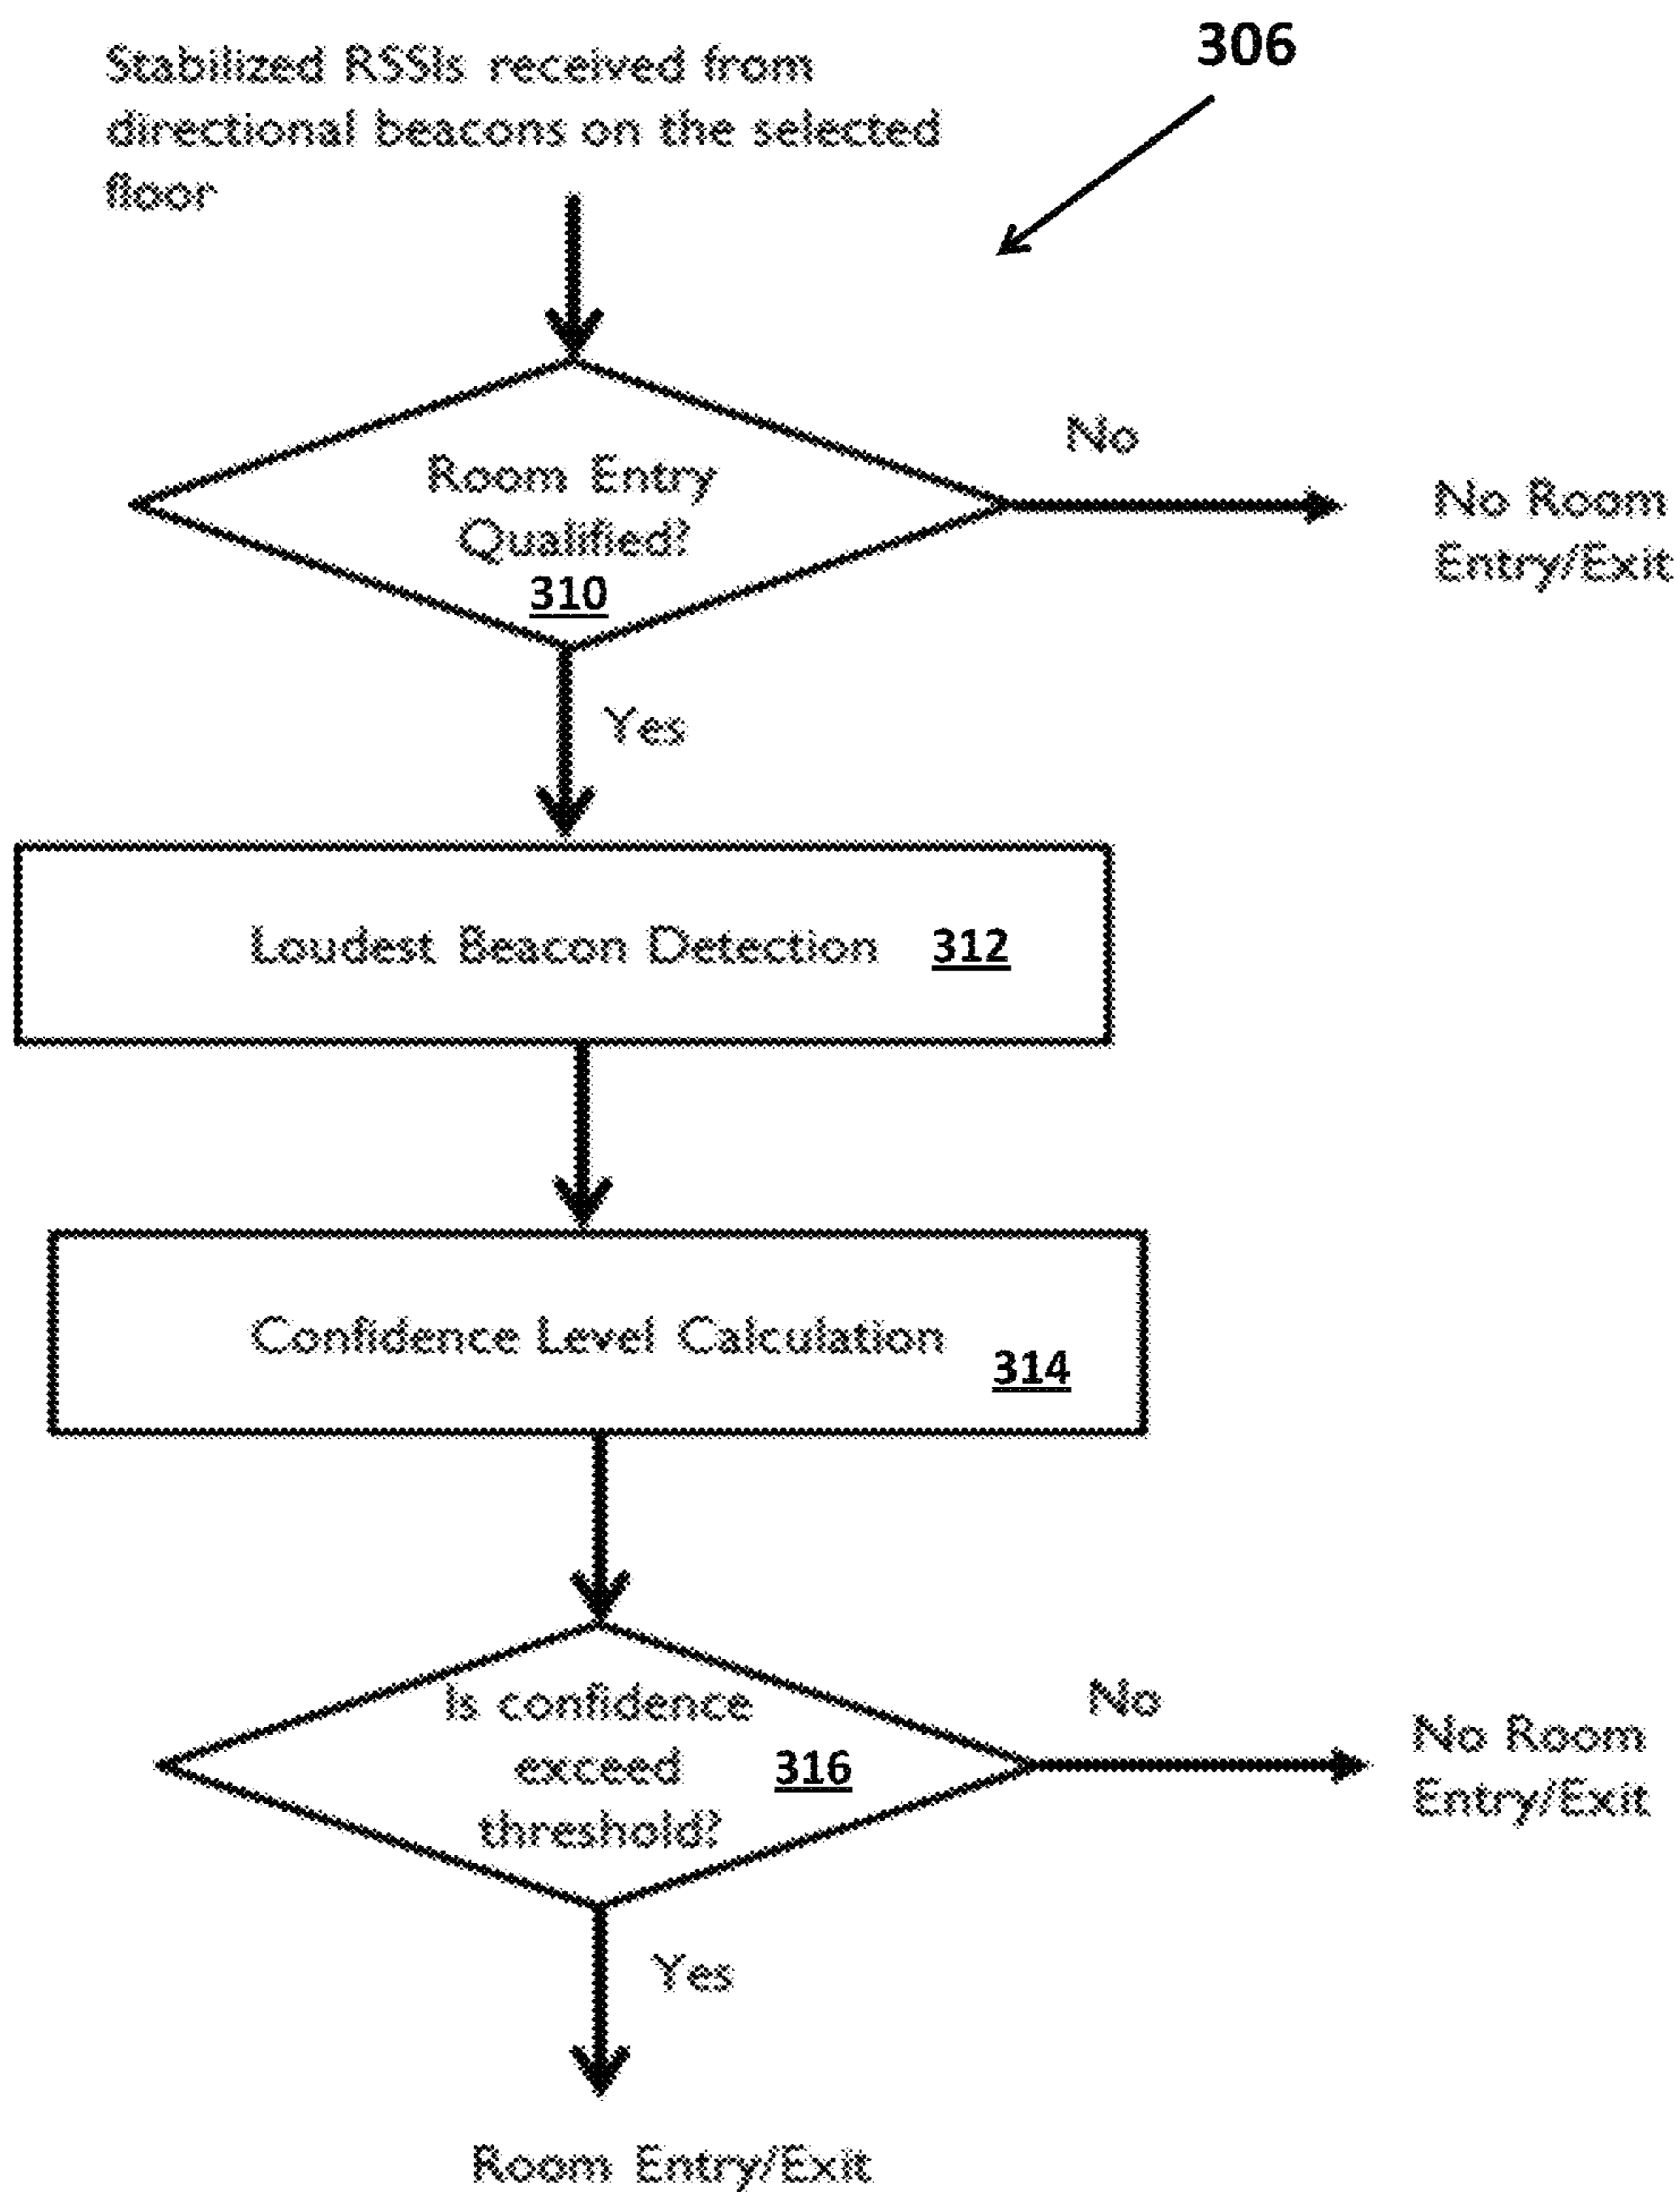 306
Stabilized RSSIs received from
directional beacons on the selected
floor
Room Entry
Qualified?
310
No
No Room
Entry/Exit
Yes
Loudest Beacon Detection 312
Confidence Level Calculation 314
Is confidence
exceed 316
threshold?
No
No Room
Entry/Exit
Yes
Room Entry/Exit